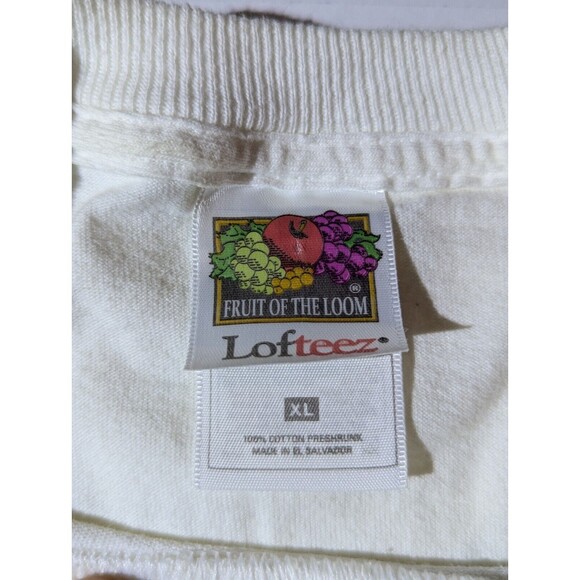 FRUIT OF THE LOOM ®
Lofteez
XL
100% COTTON PRESHRUNK
MADE IN EL SALVADOR